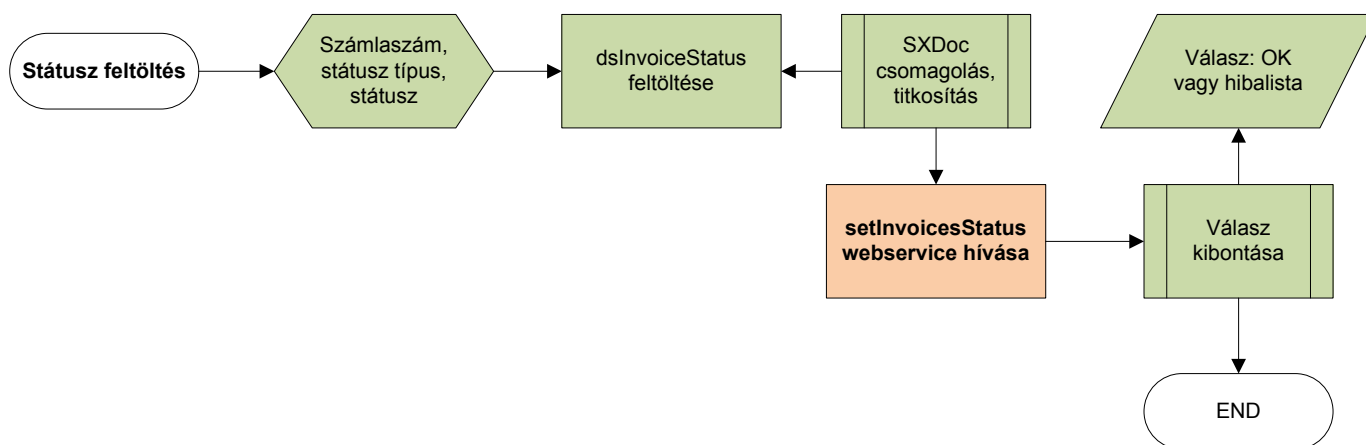 Státusz feltöltés
Számlaszám,
státusz típus,
státusz
dsInvoiceStatus
feltöltése
SXDoc
csomagolás,
titkosítás
Válasz: OK
vagy hibalista
setInvoicesStatus
webservice hívása
Válasz
kibontása
END